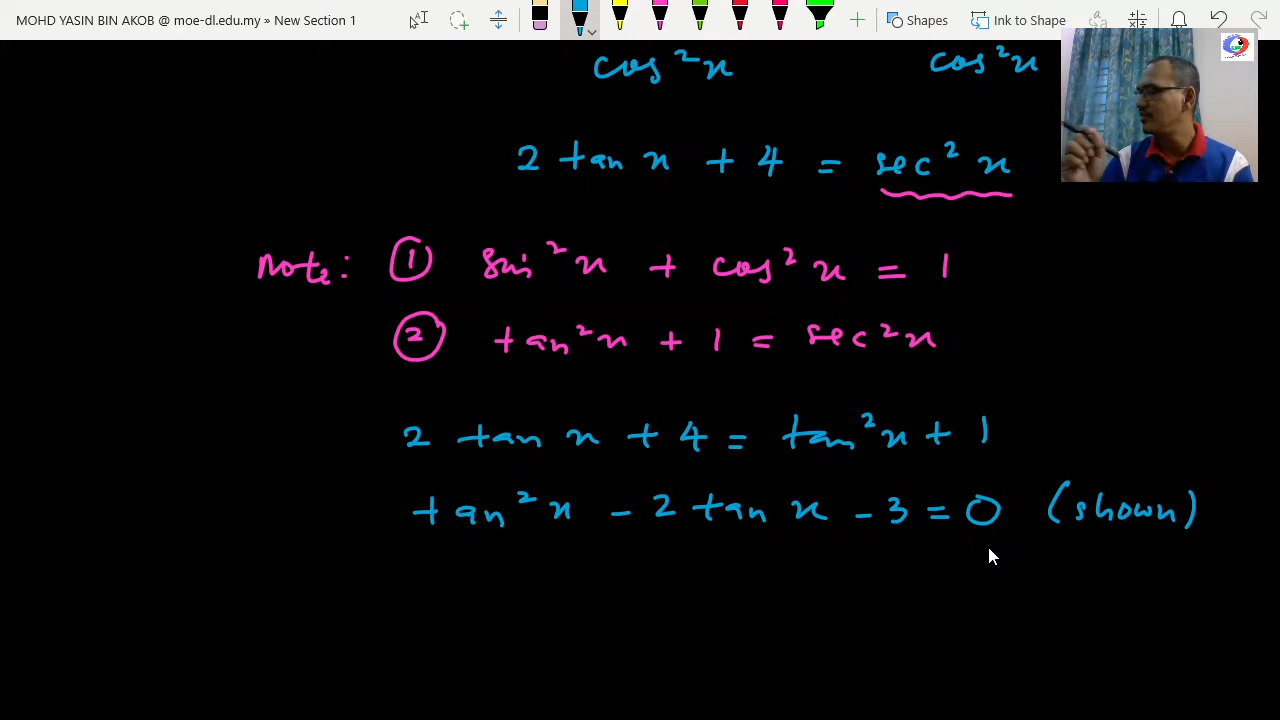 MOHD YASIN BIN AKOB @ moe-dl.edu.my » New Section 1
Shapes
Ink to Shape
cos²x cos²x
2 tan x + 4 = sec² x
Note: ① sin²x + cos²x = 1
② tan²x + 1 = sec²x
2 tan x + 4 = tan²x + 1
tan²x - 2 tan x - 3 = 0 (shown)